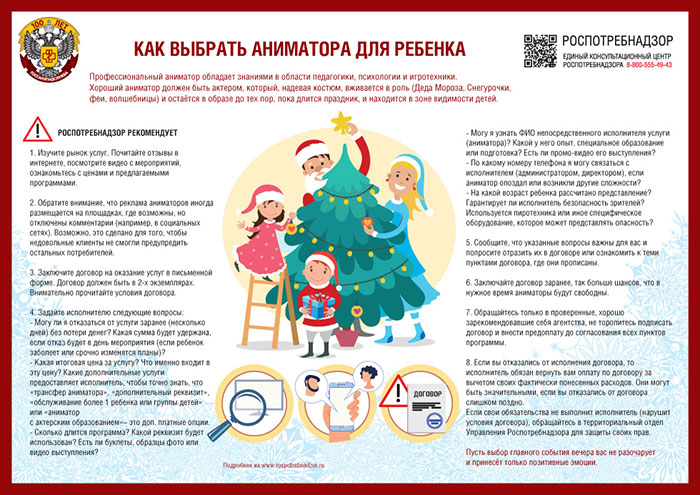 100 ЛЕТ
ГОССАНЭПИДСЛУЖБА
КАК ВЫБРАТЬ АНИМАТОРА ДЛЯ РЕБЕНКА
РОСПОТРЕБНАДЗОР
ЕДИНЫЙ КОНСУЛЬТАЦИОННЫЙ ЦЕНТР
РОСПОТРЕБНАДЗОРА 8-800-555-49-43
Профессиональный аниматор обладает знаниями в области педагогики, психологии и игротехники.
Хороший аниматор должен быть актером, который, надевая костюм, вживается в роль (Деда Мороза, Снегурочки,
феи, волшебницы) и остаётся в образе до тех пор, пока длится праздник, и находится в зоне видимости детей.
РОСПОТРЕБНАДЗОР РЕКОМЕНДУЕТ
1. Изучите рынок услуг. Почитайте отзывы в
интернете, посмотрите видео с мероприятий,
ознакомьтесь с ценами и предлагаемыми
программами.
2. Обратите внимание, что реклама аниматоров иногда
размещается на площадках, где возможны, но
отключены комментарии (например, в социальных
сетях). Возможно, это сделано для того, чтобы
недовольные клиенты не смогли предупредить
остальных потребителей.
3. Заключите договор на оказание услуг в письменной
форме. Договор должен быть в 2-х экземплярах.
Внимательно прочитайте условия договора.
4. Задайте исполнителю следующие вопросы:
- Могу ли я отказаться от услуги заранее (несколько
дней) без потери денег? Какая сумма будет удержана,
если отказ будет в день мероприятия (если ребенок
заболеет или срочно изменятся планы)?
- Какая итоговая цена за услугу? Что именно входит в
эту цену? Какие дополнительные услуги
предоставляет исполнитель, чтобы точно знать, что
«трансфер аниматора», «дополнительный реквизит»,
«обслуживание более 1 ребенка или группы детей»
или «аниматор
с актерским образованием»– это доп. платные опции.
- Сколько длится программа? Какой реквизит будет
использован? Есть ли буклеты, образцы фото или
видео выступления?
- Могу я узнать ФИО непосредственного исполнителя услуги
(аниматора)? Какой у него опыт, специальное образование
или подготовка? Есть ли промо-видео его выступления?
- По какому номеру телефона я могу связаться с
исполнителем (администратором, директором), если
аниматор опоздал или возникли другие сложности?
- На какой возраст ребенка рассчитано представление?
Гарантирует ли исполнитель безопасность зрителей?
Используется пиротехника или иное специфическое
оборудование, которое может представлять опасность?
5. Сообщите, что указанные вопросы важны для вас и
попросите отразить их в договоре или ознакомить с теми
пунктами договора, где они прописаны.
6. Заключайте договор заранее, так больше шансов, что в
нужное время аниматоры будут свободны.
7. Обращайтесь только в проверенные, хорошо
зарекомендовавшие себя агентства, не торопитесь подписать
договор и внести предоплату до согласования всех пунктов
программы.
8. Если вы отказались от исполнения договора, то
исполнитель обязан вернуть вам оплату по договору за
вычетом своих фактически понесенных расходов. Они могут
быть значительными, если вы отказались от договора
слишком поздно.
Если свои обязательства не выполнит исполнитель (нарушит
условия договора), обращайтесь в территориальный отдел
Управления Роспотребнадзора для защиты своих прав.
Пусть выбор главного события вечера вас не разочарует
и принесёт только позитивные эмоции.
ДОГОВОР
Подробнее на www.rospotrebnadzor.ru